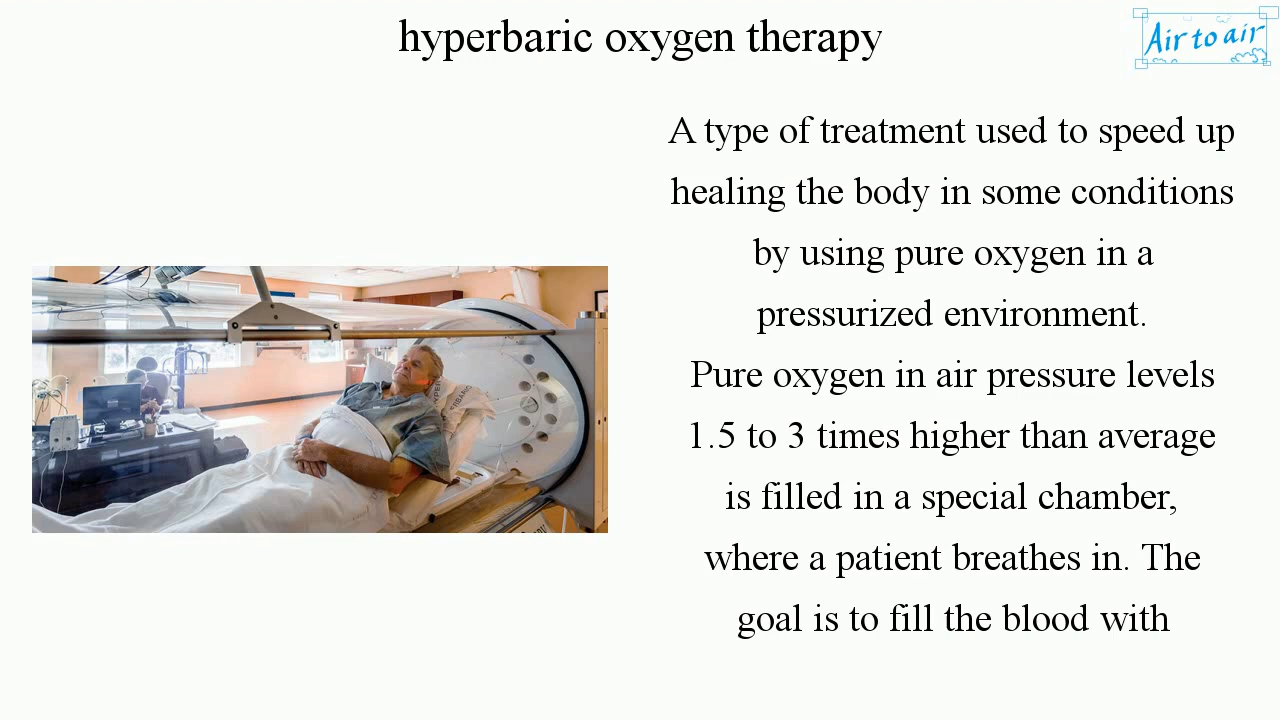 hyperbaric oxygen therapy
Air to air
A type of treatment used to speed up
healing the body in some conditions
by using pure oxygen in a
pressurized environment.
Pure oxygen in air pressure levels
1.5 to 3 times higher than average
is filled in a special chamber,
where a patient breathes in. The
goal is to fill the blood with